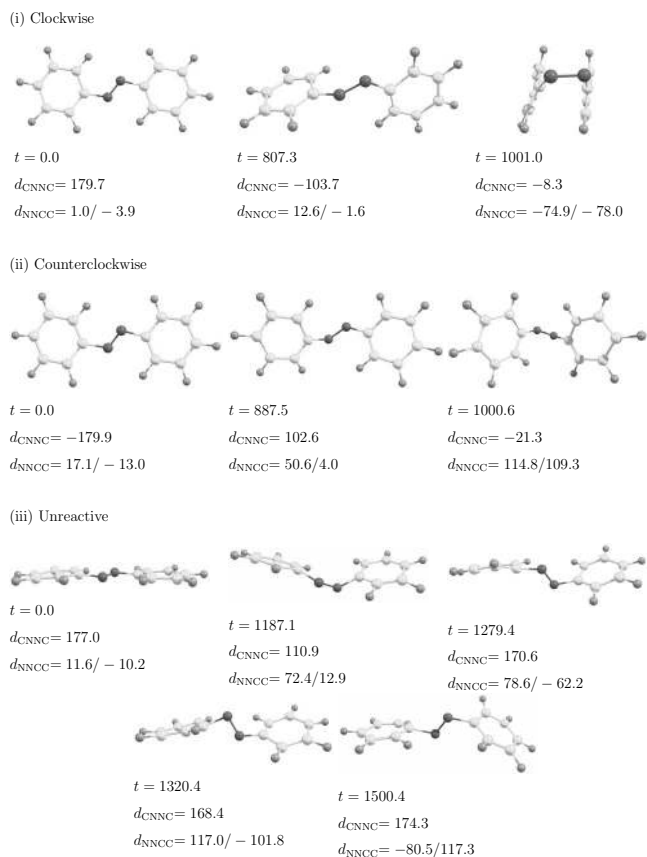 (i) Clockwise
t = 0.0
d_CNNC= 179.7
d_NNCC= 1.0/ − 3.9
t = 807.3
d_CNNC= −103.7
d_NNCC= 12.6/ − 1.6
t = 1001.0
d_CNNC= −8.3
d_NNCC= −74.9/ − 78.0
(ii) Counterclockwise
t = 0.0
d_CNNC= −179.9
d_NNCC= 17.1/ − 13.0
t = 887.5
d_CNNC= 102.6
d_NNCC= 50.6/4.0
t = 1000.6
d_CNNC= −21.3
d_NNCC= 114.8/109.3
(iii) Unreactive
t = 0.0
d_CNNC= 177.0
d_NNCC= 11.6/ − 10.2
t = 1187.1
d_CNNC= 110.9
d_NNCC= 72.4/12.9
t = 1279.4
d_CNNC= 170.6
d_NNCC= 78.6/ − 62.2
t = 1320.4
d_CNNC= 168.4
d_NNCC= 117.0/ − 101.8
t = 1500.4
d_CNNC= 174.3
d_NNCC= −80.5/117.3